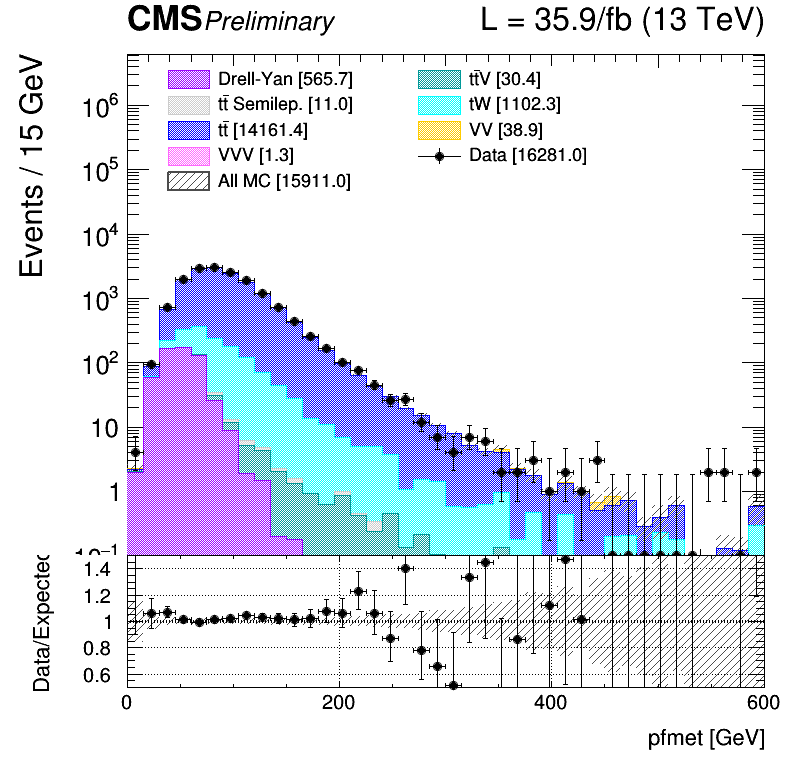 CMS Preliminary L = 35.9/fb (13 TeV)
Events / 15 GeV
Drell-Yan [565.7]
tt̄ Semilep. [11.0]
tt̄ [14161.4]
VVV [1.3]
All MC [15911.0]
tt̄V [30.4]
tW [1102.3]
VV [38.9]
Data [16281.0]
10⁶
10⁵
10⁴
10³
10²
10
1
10⁻¹
Data/Expected
1.4
1.2
1
0.8
0.6
0 200 400 600
pfmet [GeV]